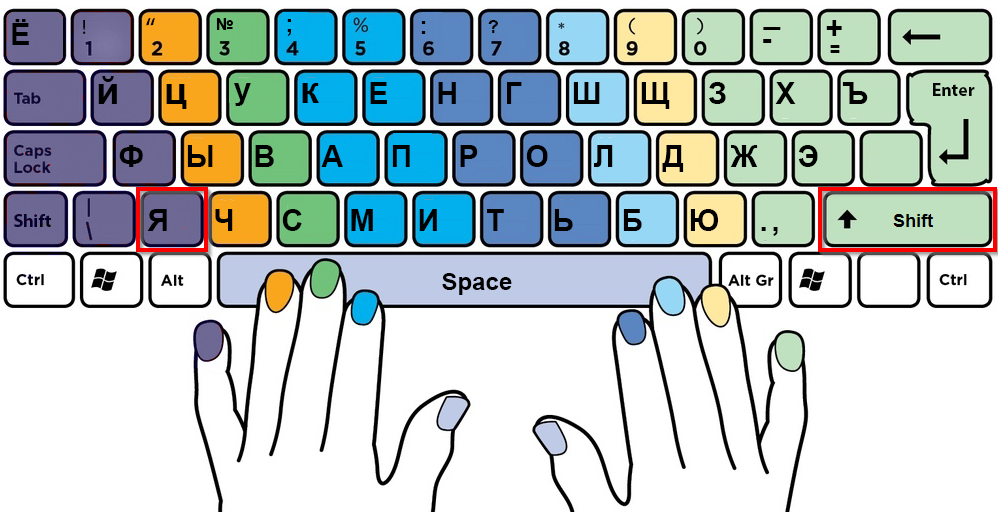 Ё ! 1 “ 2 № 3 ; 4 % 5 : 6 ? 7 * 8 ( 9 ) 0 — - + =
Tab Й Ц У К Е Н Г Ш Щ З Х Ъ Enter
Caps Lock Ф Ы В А П Р О Л Д Ж Э
Shift | \ Я Ч С М И Т Ь Б Ю . , Shift
Ctrl Alt Space Alt Gr Ctrl